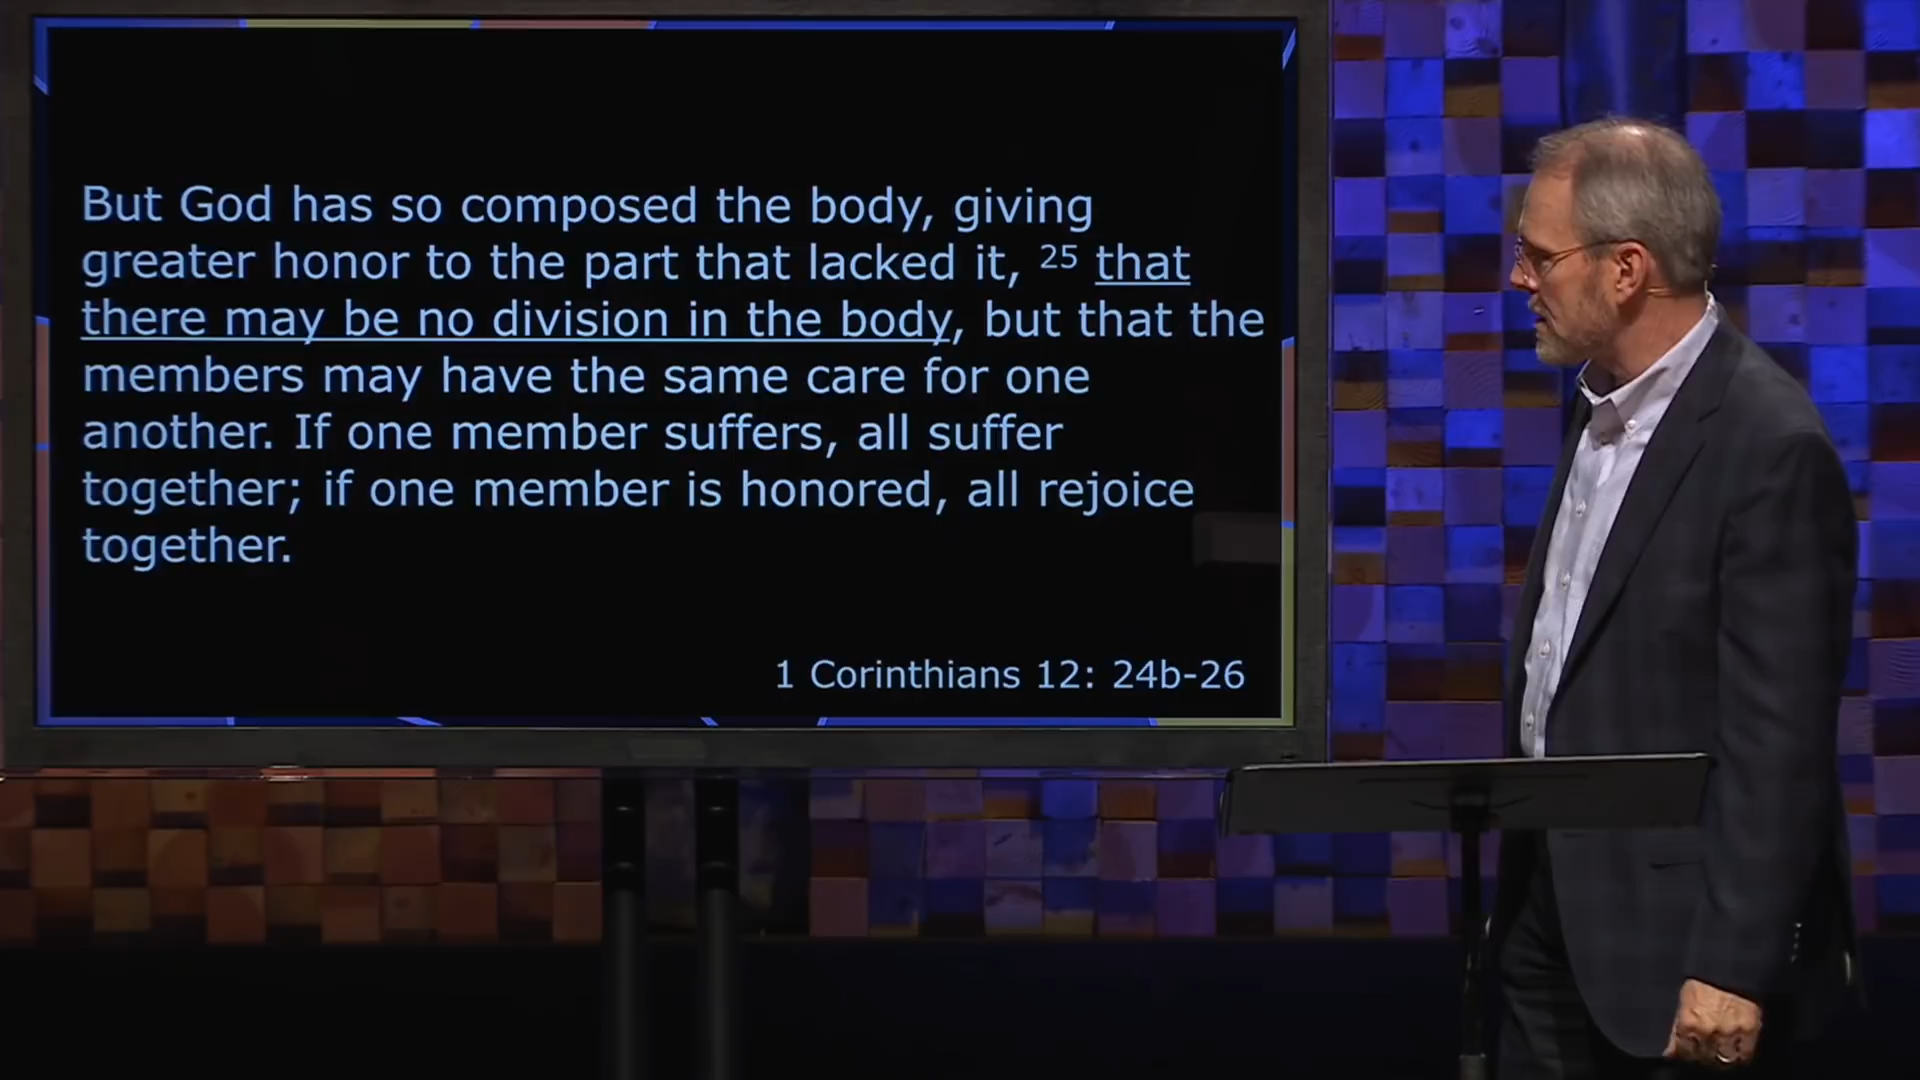 But God has so composed the body, giving
greater honor to the part that lacked it, 25 that
there may be no division in the body, but that the
members may have the same care for one
another. If one member suffers, all suffer
together; if one member is honored, all rejoice
together.
1 Corinthians 12: 24b-26